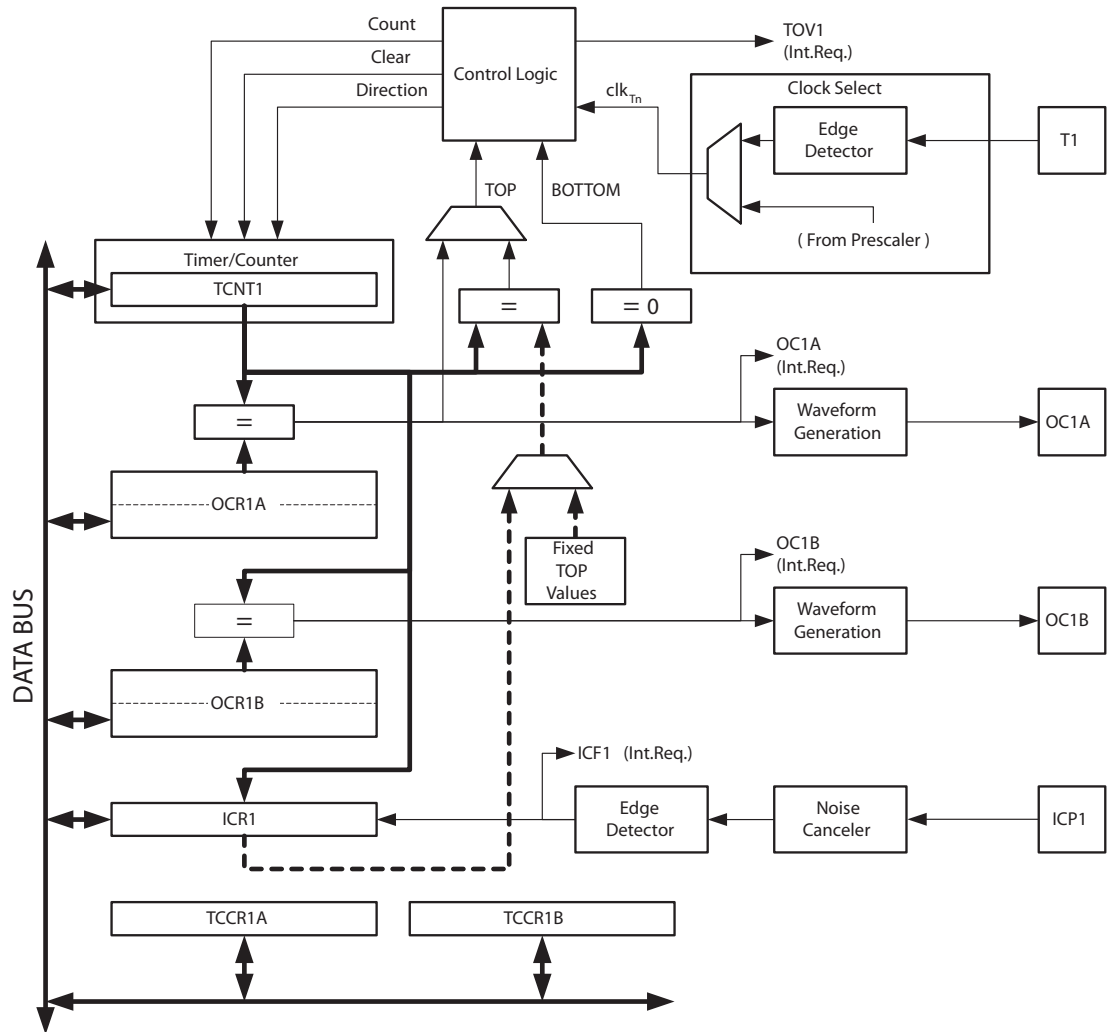 Count
Clear
Direction
Control Logic
TOV1
(Int.Req.)
clkTn
Clock Select
Edge
Detector
T1
( From Prescaler )
TOP
BOTTOM
Timer/Counter
TCNT1
=
= 0
OC1A
(Int.Req.)
=
Waveform
Generation
OC1A
OCR1A
Fixed
TOP
Values
OC1B
(Int.Req.)
=
Waveform
Generation
OC1B
OCR1B
DATA BUS
ICF1 (Int.Req.)
ICR1
Edge
Detector
Noise
Canceler
ICP1
TCCR1A
TCCR1B